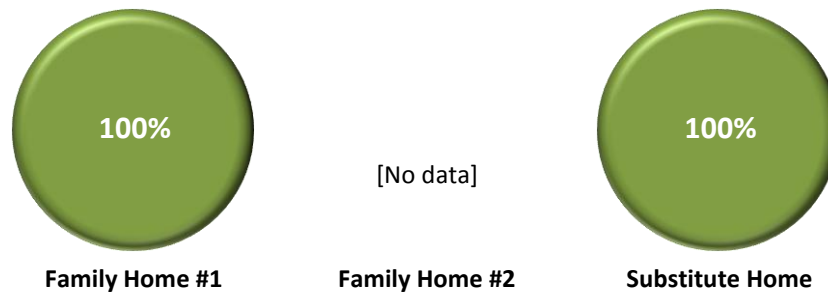 100%
100%
[No data]
Family Home #1
Family Home #2
Substitute Home